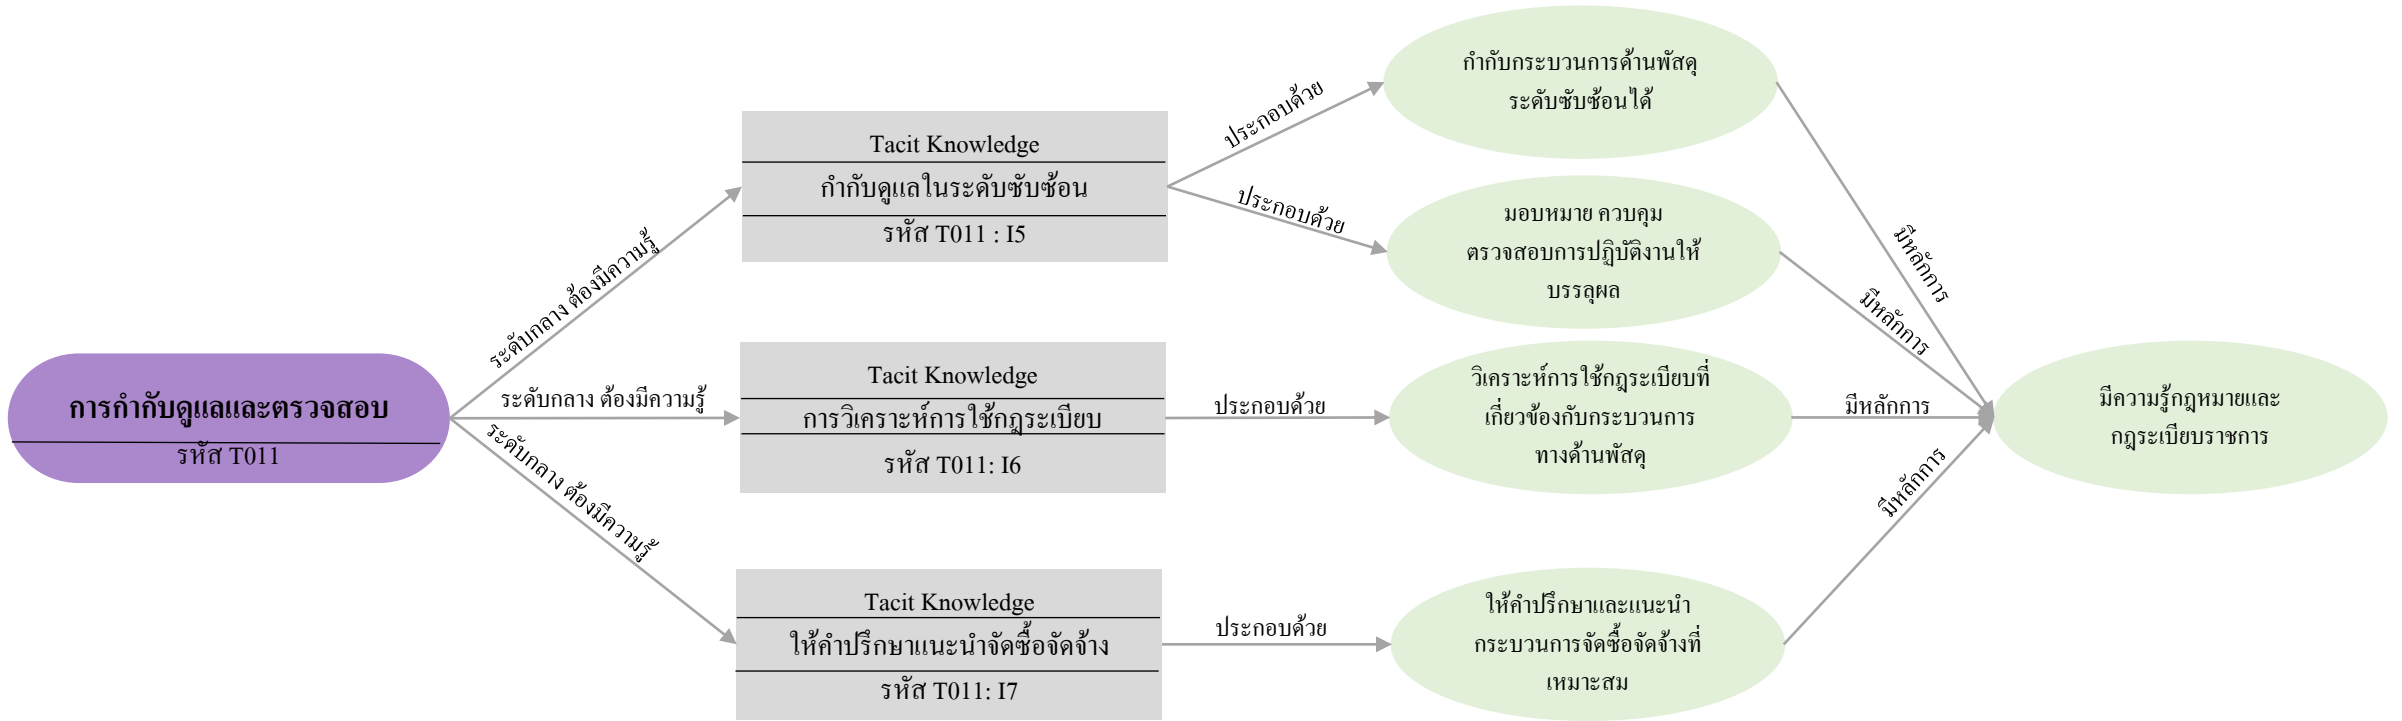 การกำกับดูแลและตรวจสอบ
รหัส T011
ระดับกลาง ต้องมีความรู้
ระดับกลาง ต้องมีความรู้
ระดับกลาง ต้องมีความรู้
Tacit Knowledge
กำกับดูแลในระดับซับซ้อน
รหัส T011 : I5
Tacit Knowledge
การวิเคราะห์การใช้กฎระเบียบ
รหัส T011: I6
Tacit Knowledge
ให้คำปรึกษาแนะนำจัดซื้อจัดจ้าง
รหัส T011: I7
ประกอบด้วย
ประกอบด้วย
ประกอบด้วย
ประกอบด้วย
กำกับกระบวนการด้านพัสดุ
ระดับซับซ้อนได้
มอบหมาย ควบคุม
ตรวจสอบการปฏิบัติงานให้
บรรลุผล
วิเคราะห์การใช้กฎระเบียบที่
เกี่ยวข้องกับกระบวนการ
ทางด้านพัสดุ
ให้คำปรึกษาและแนะนำ
กระบวนการจัดซื้อจัดจ้างที่
เหมาะสม
มีหลักการ
มีหลักการ
มีหลักการ
มีหลักการ
มีความรู้กฎหมายและ
กฎระเบียบราชการ